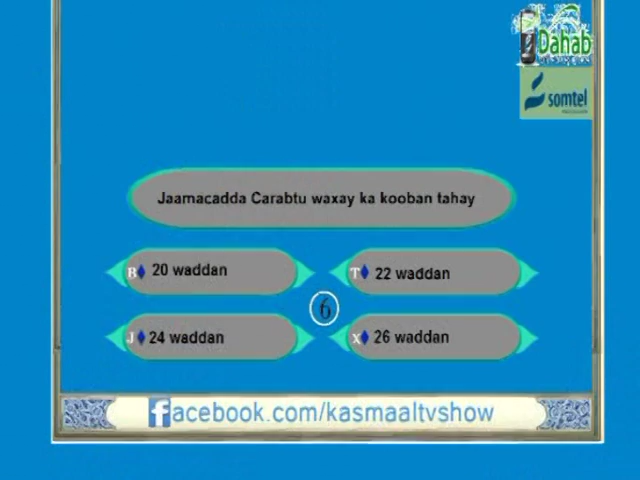 Dahab
somtel
Jaamacadda Carabtu waxay ka kooban tahay
B 20 waddan
T 22 waddan
6
J 24 waddan
X 26 waddan
facebook.com/kasmaaltvshow